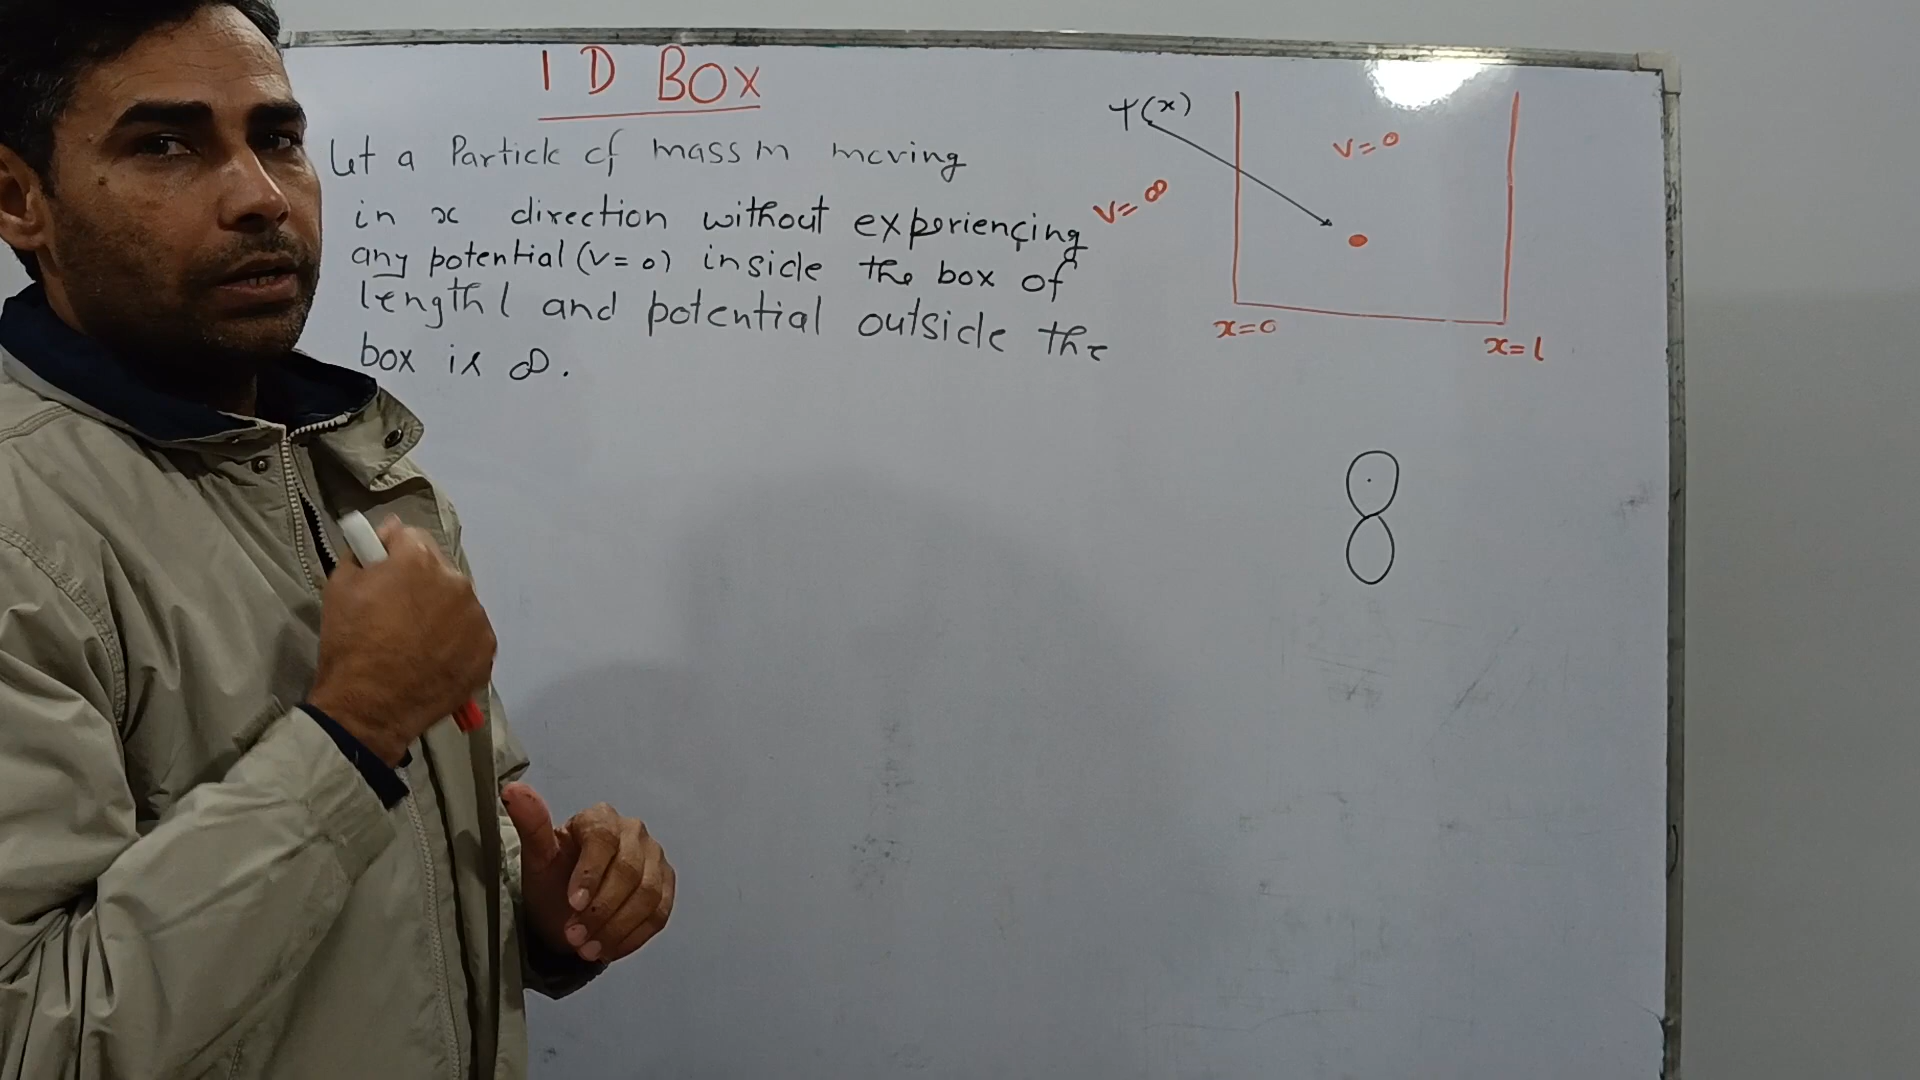 1 D BOX
Let a Particle of mass m moving
in x direction without experiencing
any potential (v=0) inside the box of
length l and potential outside the
box is ∞.
Ψ(x)
v=0
v=∞
x=0
x=l